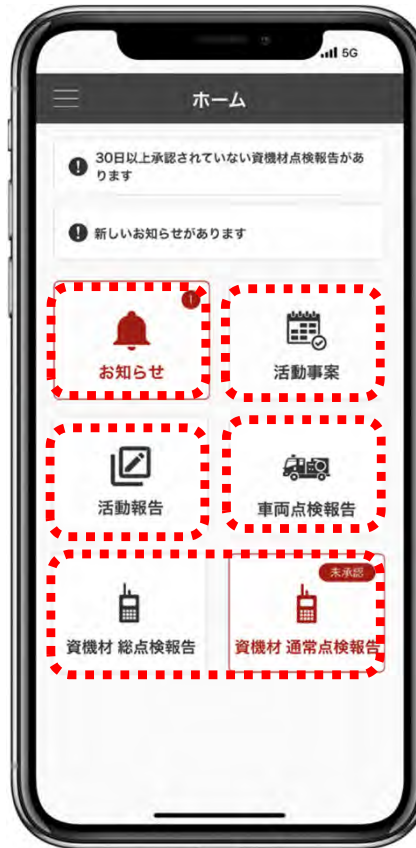 5G
ホーム
30日以上承認されていない資機材点検報告があ
ります
新しいお知らせがあります
1
お知らせ
活動事案
活動報告
車両点検報告
未承認
資機材 総点検報告
資機材 通常点検報告